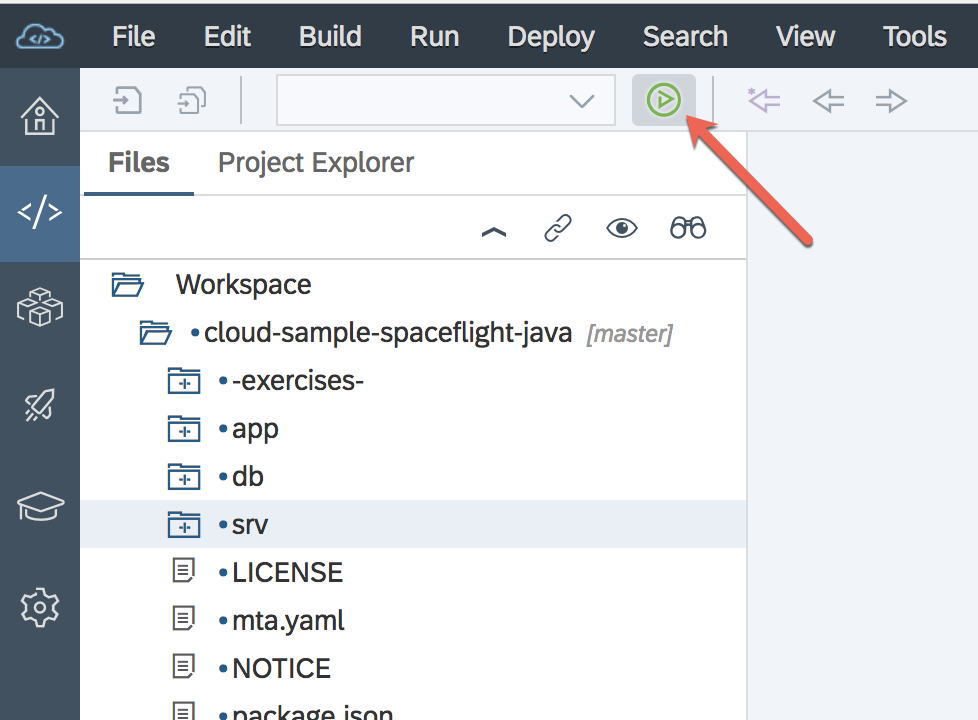 File Edit Build Run Deploy Search View Tools
Files Project Explorer
Workspace
cloud-sample-spaceflight-java [master]
-exercises-
app
db
srv
LICENSE
mta.yaml
NOTICE
package.json